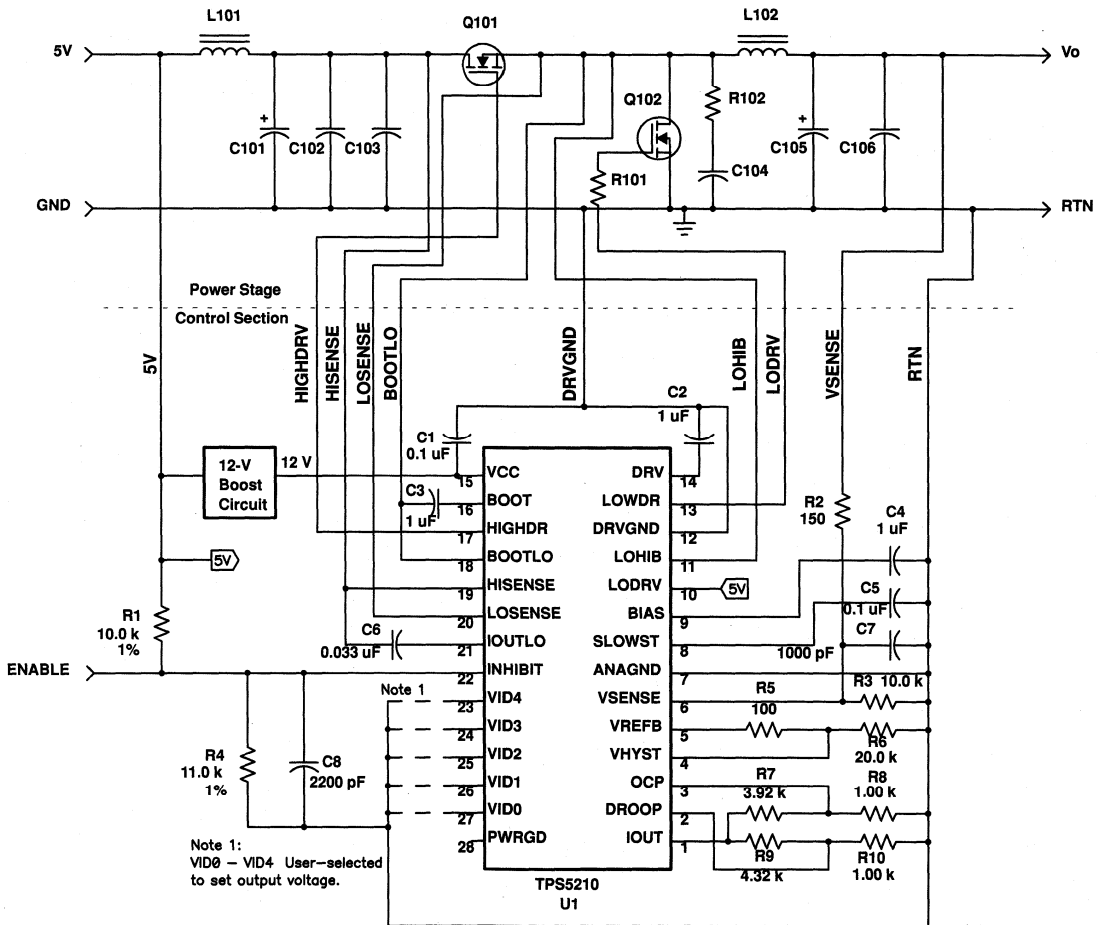 L101
Q101
L102
5V
Vo
Q102
R102
+
C101
C102
C103
+
C105
C106
R101
C104
GND
RTN
Power Stage
Control Section
5V
HIGHDRV
HISENSE
LOSENSE
BOOTLO
DRVGND
LOHIB
LODRV
VSENSE
RTN
C2
1 uF
C1
0.1 uF
12-V
Boost
Circuit
12 V
C3
1 uF
R2
150
C4
1 uF
5V
5V
C5
0.1 uF
C7
1000 pF
R1
10.0 k
1%
C6
0.033 uF
ENABLE
VCC
15
BOOT
16
HIGHDR
17
BOOTLO
18
HISENSE
19
LOSENSE
20
IOUTLO
21
INHIBIT
22
VID4
23
VID3
24
VID2
25
VID1
26
VID0
27
PWRGD
28
DRV
14
LOWDR
13
DRVGND
12
LOHIB
11
LODRV
10
BIAS
9
SLOWST
8
ANAGND
7
VSENSE
6
VREFB
5
VHYST
4
OCP
3
DROOP
2
IOUT
1
R3 10.0 k
R5
100
R6
20.0 k
R7
3.92 k
R8
1.00 k
R9
4.32 k
R10
1.00 k
Note 1
R4
11.0 k
1%
C8
2200 pF
Note 1:
VID0 – VID4 User–selected
to set output voltage.
TPS5210
U1